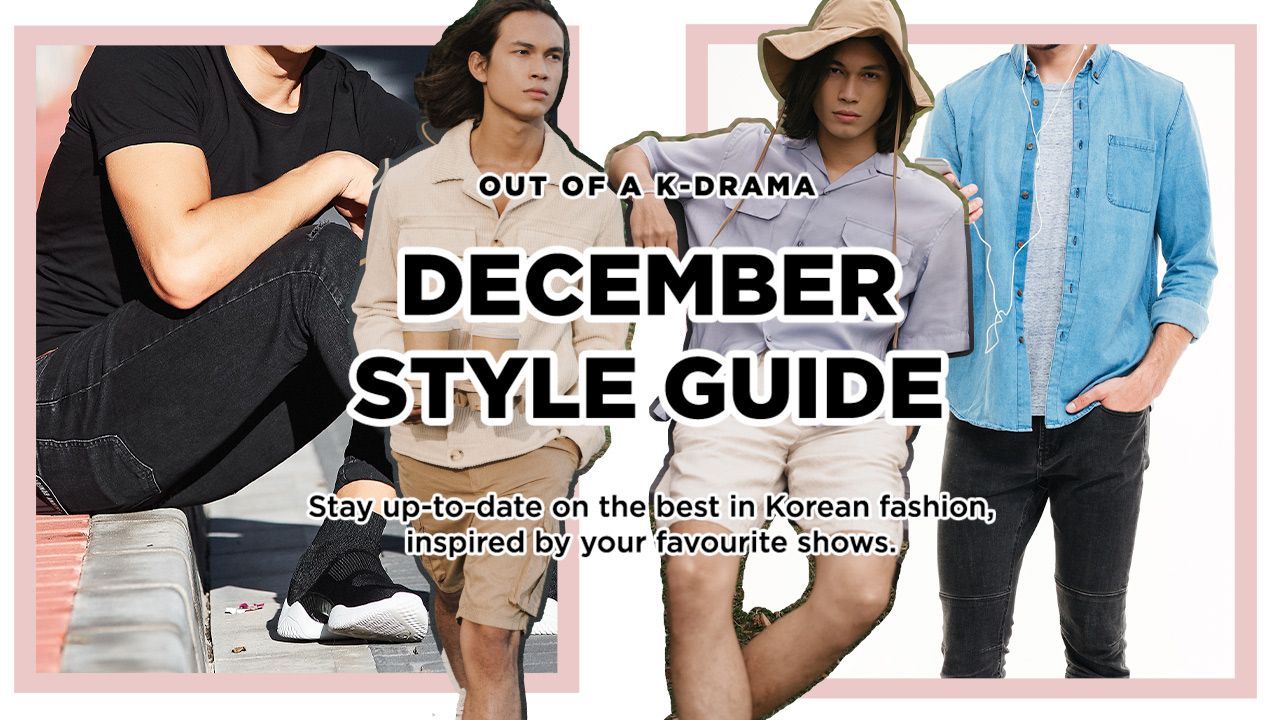 OUT OF A K-DRAMA
DECEMBER
STYLE GUIDE
Stay up-to-date on the best in Korean fashion,
inspired by your favourite shows.